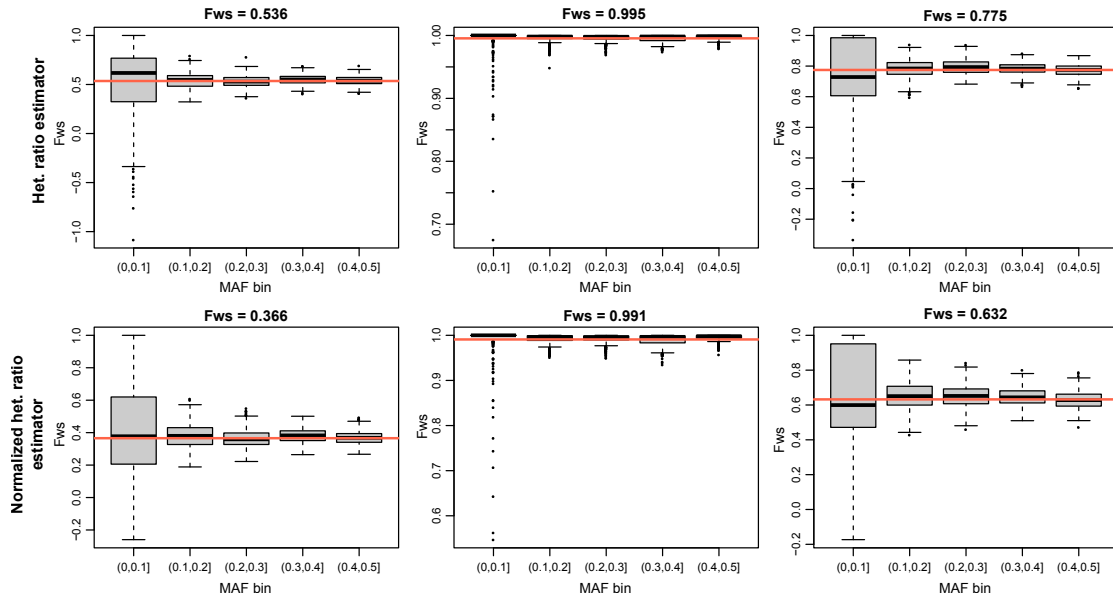 Fws = 0.536
Fws = 0.995
Fws = 0.775
Het. ratio estimator
Fws
1.0
0.5
0.0
−0.5
−1.0
(0,0.1] (0.1,0.2] (0.2,0.3] (0.3,0.4] (0.4,0.5]
MAF bin
Fws
1.00
0.90
0.80
0.70
(0,0.1] (0.1,0.2] (0.2,0.3] (0.3,0.4] (0.4,0.5]
MAF bin
Fws
1.0
0.8
0.6
0.4
0.2
0.0
−0.2
(0,0.1] (0.1,0.2] (0.2,0.3] (0.3,0.4] (0.4,0.5]
MAF bin
Fws = 0.366
Fws = 0.991
Fws = 0.632
Normalized het. ratio
estimator
Fws
1.0
0.8
0.6
0.4
0.2
0.0
−0.2
(0,0.1] (0.1,0.2] (0.2,0.3] (0.3,0.4] (0.4,0.5]
MAF bin
Fws
1.0
0.9
0.8
0.7
0.6
(0,0.1] (0.1,0.2] (0.2,0.3] (0.3,0.4] (0.4,0.5]
MAF bin
Fws
1.0
0.8
0.6
0.4
0.2
0.0
−0.2
(0,0.1] (0.1,0.2] (0.2,0.3] (0.3,0.4] (0.4,0.5]
MAF bin